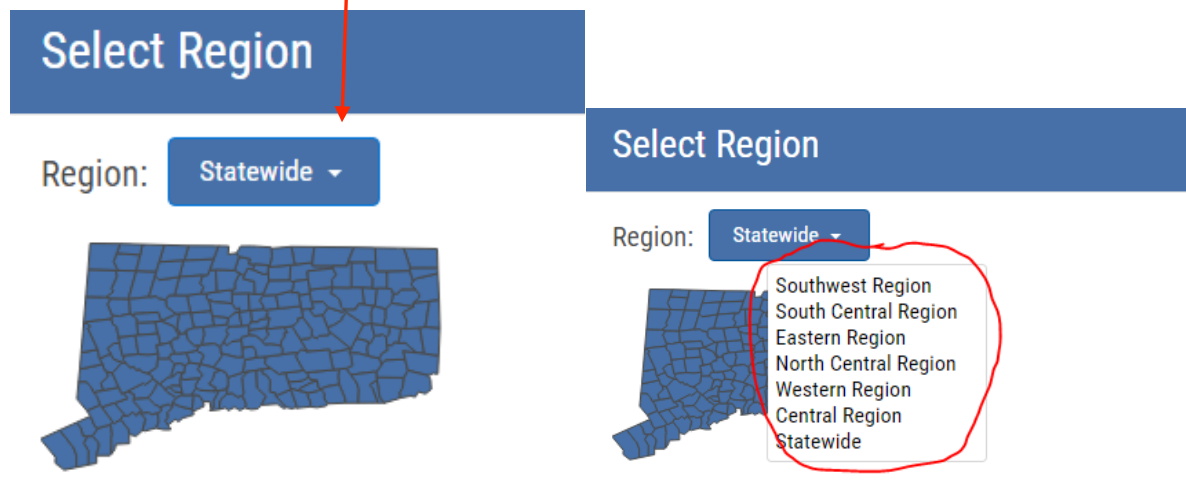 Select Region
Region:
Statewide
Select Region
Region:
Statewide
Southwest Region
South Central Region
Eastern Region
North Central Region
Western Region
Central Region
Statewide